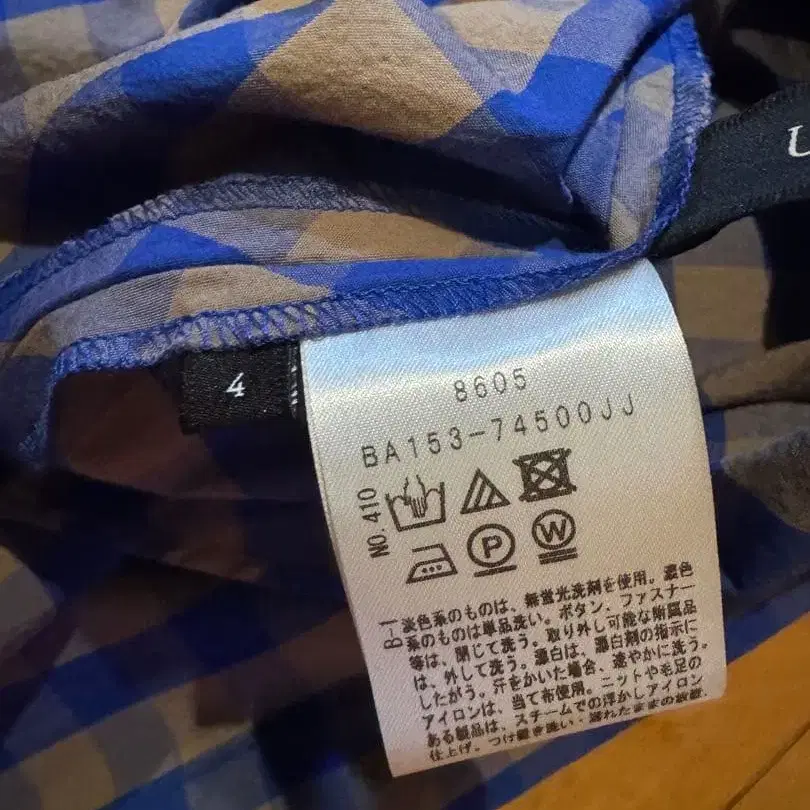 U
4
8605
BA153-74500JJ
NO.410
P
W
B-1
淡色系のものは、無蛍光洗剤を使用。濃色
系のものは単品洗い。ボタン、ファスナー
等は、閉じて洗う。取り外し可能な附属品
は、外して洗う。漂白は、漂白剤の指示に
したがう。汗をかいた場合、速やかに洗う。
アイロンは、当て布使用。ニットや毛足の
ある製品は、スチームでの浮かしアイロン
仕上げ。つけ置き洗い・濡れたままの放置